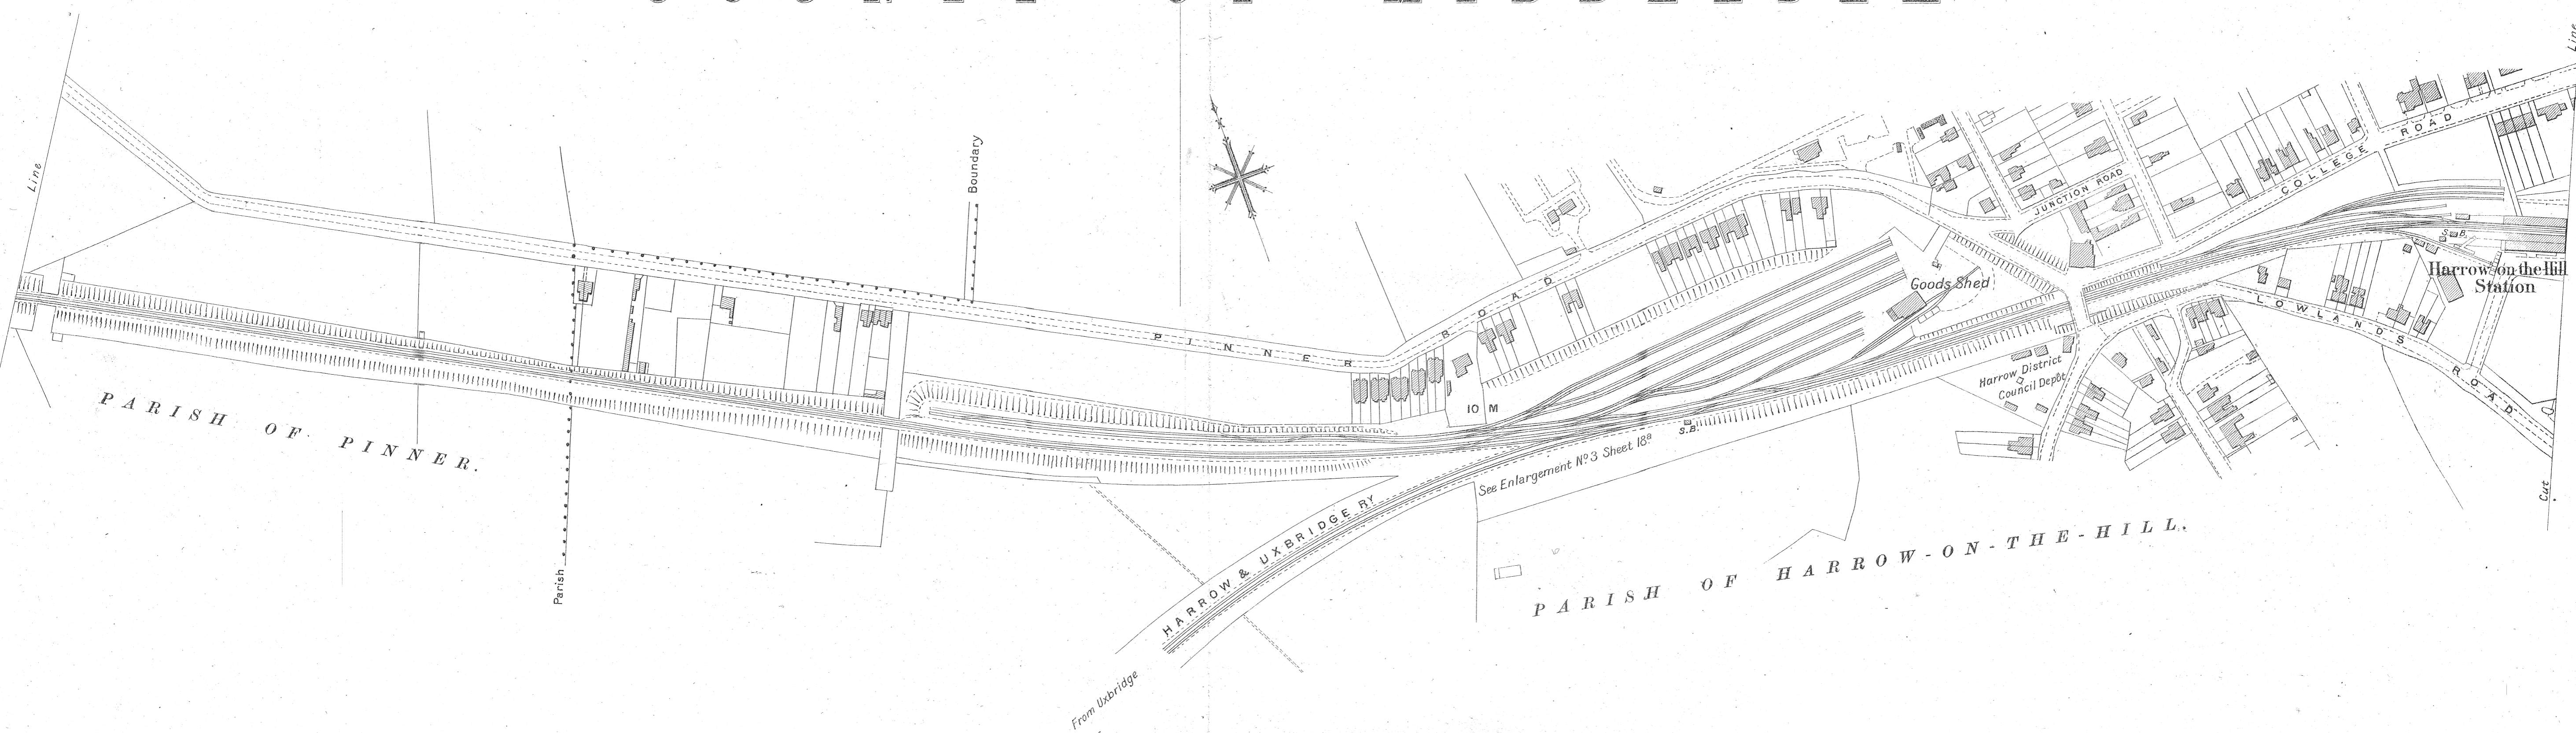 Line
Line
Boundary
ROAD
COLLEGE
JUNCTION ROAD
S.B.
Harrow on the Hill
Station
Goods Shed
LOWLANDS
ROAD
PINNER
ROAD
Harrow District
Council Depôt
10 M
S.B.
See Enlargement No. 3 Sheet 18a
PARISH OF PINNER.
Cut
HARROW & UXBRIDGE RY
PARISH OF HARROW-ON-THE-HILL.
Parish
From Uxbridge